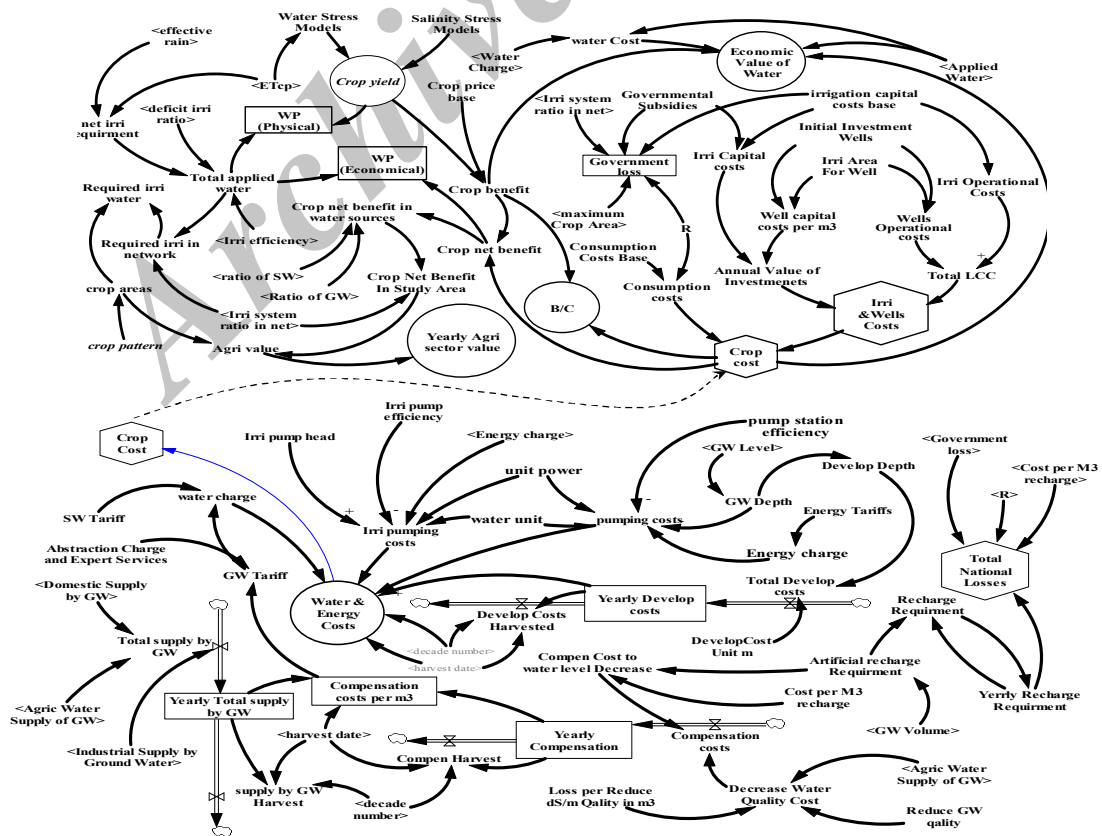 Archive
<effective
rain>
Water Stress
Models
Salinity Stress
Models
<ETcp>
Crop yield
<Water
Charge>
water Cost
Economic
Value of
Water
<Applied
Water>
net irri
equirment
<deficit irri
ratio>
WP
(Physical)
Crop price
base
<Irri system
ratio in net>
Governmental
Subsidies
irrigation capital
costs base
Initial Investment
Wells
WP
(Economical)
Government
loss
Irri Capital
costs
Irri Area
For Well
Irri Operational
Costs
Total applied
water
Crop benefit
Required irri
water
Crop net benefit in
water sources
<maximum
Crop Area>
R
Well capital
costs per m3
Wells
Operational
costs
Required irri in
network
<Irri efficiency>
Crop net benefit
Consumption
Costs Base
+
<ratio of SW>
Crop Net Benefit
In Study Area
Annual Value of
Investmenets
Total LCC
crop areas
<Ratio of GW>
Consumption
costs
B/C
Irri
&Wells
Costs
<Irri system
ratio in net>
crop pattern
Agri value
Yearly Agri
sector value
Crop
cost
Irri pump
efficiency
Crop
Cost
Irri pump head
<Energy charge>
pump station
efficiency
<GW Level>
<Government
loss>
Develop Depth
<Cost per M3
recharge>
unit power
water charge
GW Depth
<R>
SW Tariff
+
-
-
water unit
pumping costs
Energy Tariffs
Irri pumping
costs
Abstraction Charge
and Expert Services
Energy charge
Total
National
Losses
GW Tariff
<Domestic Supply
by GW>
Water &
Energy
Costs
+
Develop Costs
Harvested
Yearly Develop
costs
Total Develop
costs
Recharge
Requirment
Total supply by
GW
<decade number>
<harvest date>
DevelopCost
Unit m
Compen Cost to
water level Decrease
Artificial recharge
Requirment
Yearly Total supply
by GW
Compensation
costs per m3
Cost per M3
recharge
Yerrly Recharge
Requirment
<Agric Water
Supply of GW>
<GW Volume>
<harvest date>
Yearly
Compensation
Compensation
costs
<Industrial Supply by
Ground Water>
Compen Harvest
<Agric Water
Supply of GW>
supply by GW
Harvest
<decade
number>
Loss per Reduce
dS/m Qality in m3
Decrease Water
Quality Cost
Reduce GW
qality